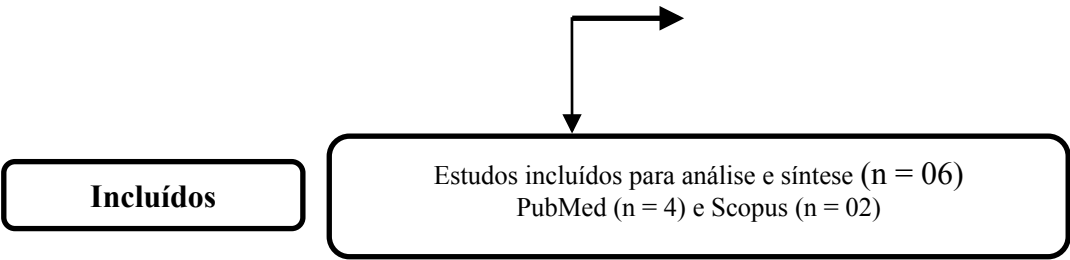 Incluídos
Estudos incluídos para análise e síntese (n = 06)
PubMed (n = 4) e Scopus (n = 02)